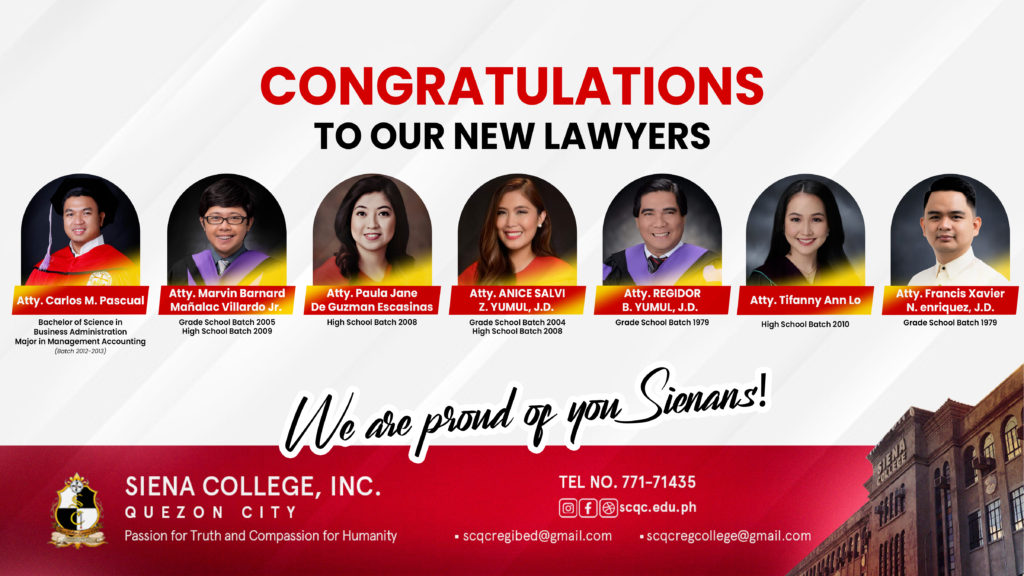 CONGRATULATIONS
TO OUR NEW LAWYERS
Atty. Carlos M. Pascual
Bachelor of Science in
Business Administration
Major in Management Accounting
(Batch 2012-2013)
Atty. Marvin Barnard
Mañalac Villardo Jr.
Grade School Batch 2005
High School Batch 2009
Atty. Paula Jane
De Guzman Escasinas
High School Batch 2008
Atty. ANICE SALVI
Z. YUMUL, J.D.
Grade School Batch 2004
High School Batch 2008
Atty. REGIDOR
B. YUMUL, J.D.
Grade School Batch 1979
Atty. Tifanny Ann Lo
High School Batch 2010
Atty. Francis Xavier
N. enriquez, J.D.
Grade School Batch 1979
We are proud of you Sienans!
SIENA
COLLEGE
SIENA COLLEGE, INC.
QUEZON CITY
Passion for Truth and Compassion for Humanity
TEL NO. 771-71435
scqc.edu.ph
▪ scqcregibed@gmail.com
▪ scqcregcollege@gmail.com